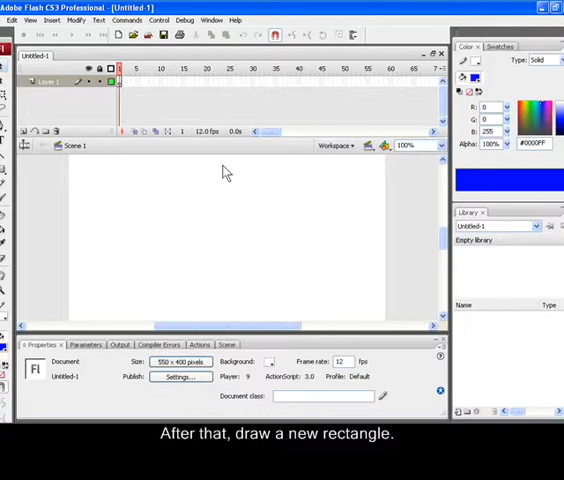 Adobe Flash CS3 Professional - [Untitled-1]
Edit View Insert Modify Text Commands Control Debug Window Help
Untitled-1
1 5 10 15 20 25 30 35 40 45 50 55 60 65 7
Layer 1
1 12.0 fps 0.0s
Scene 1 Workspace 100%
Color Swatches
Type: Solid
R: 0
G: 0
B: 255
Alpha: 100% #0000FF
Library
Untitled-1
Empty library
Name Type
Properties Parameters Output Compiler Errors Actions Scene
Fl
Document Size: 550 x 400 pixels Background: Frame rate: 12 fps
Untitled-1 Publish: Settings... Player: 9 ActionScript: 3.0 Profile: Default
Document class:
After that, draw a new rectangle.